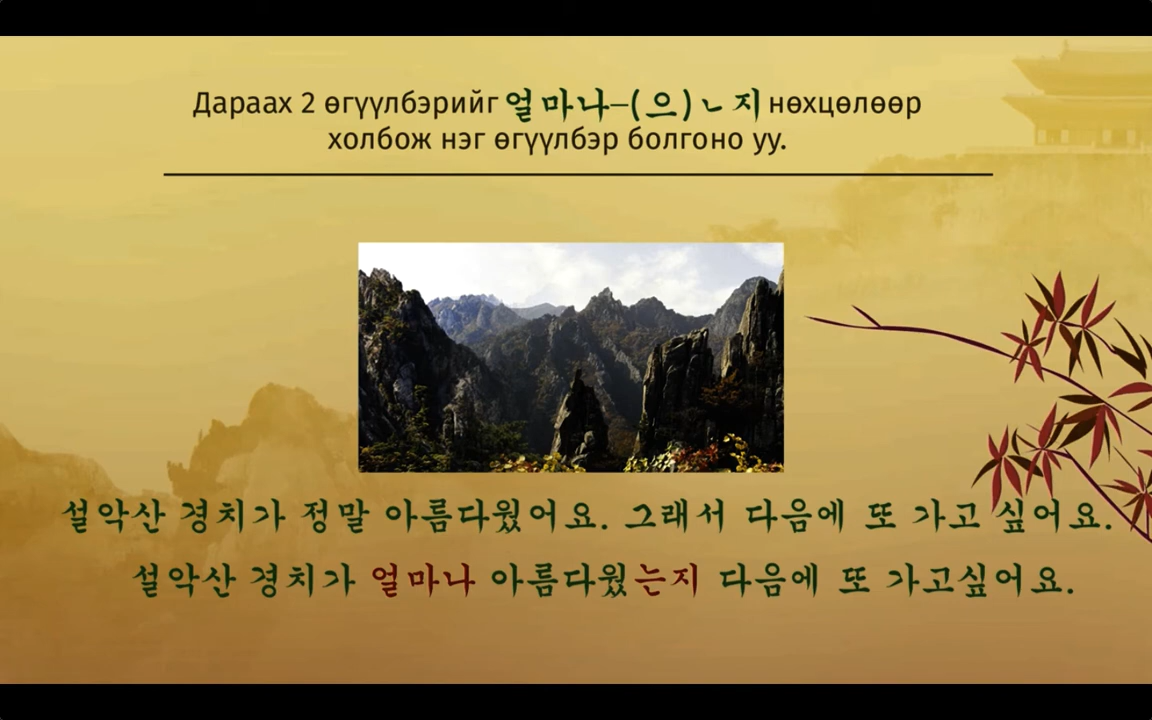 Дараах 2 өгүүлбэрийг 얼마나–(으)ㄴ지 нөхцөлөөр
холбож нэг өгүүлбэр болгоно уу.
설악산 경치가 정말 아름다웠어요. 그래서 다음에 또 가고 싶어요.
설악산 경치가 얼마나 아름다웠는지 다음에 또 가고싶어요.